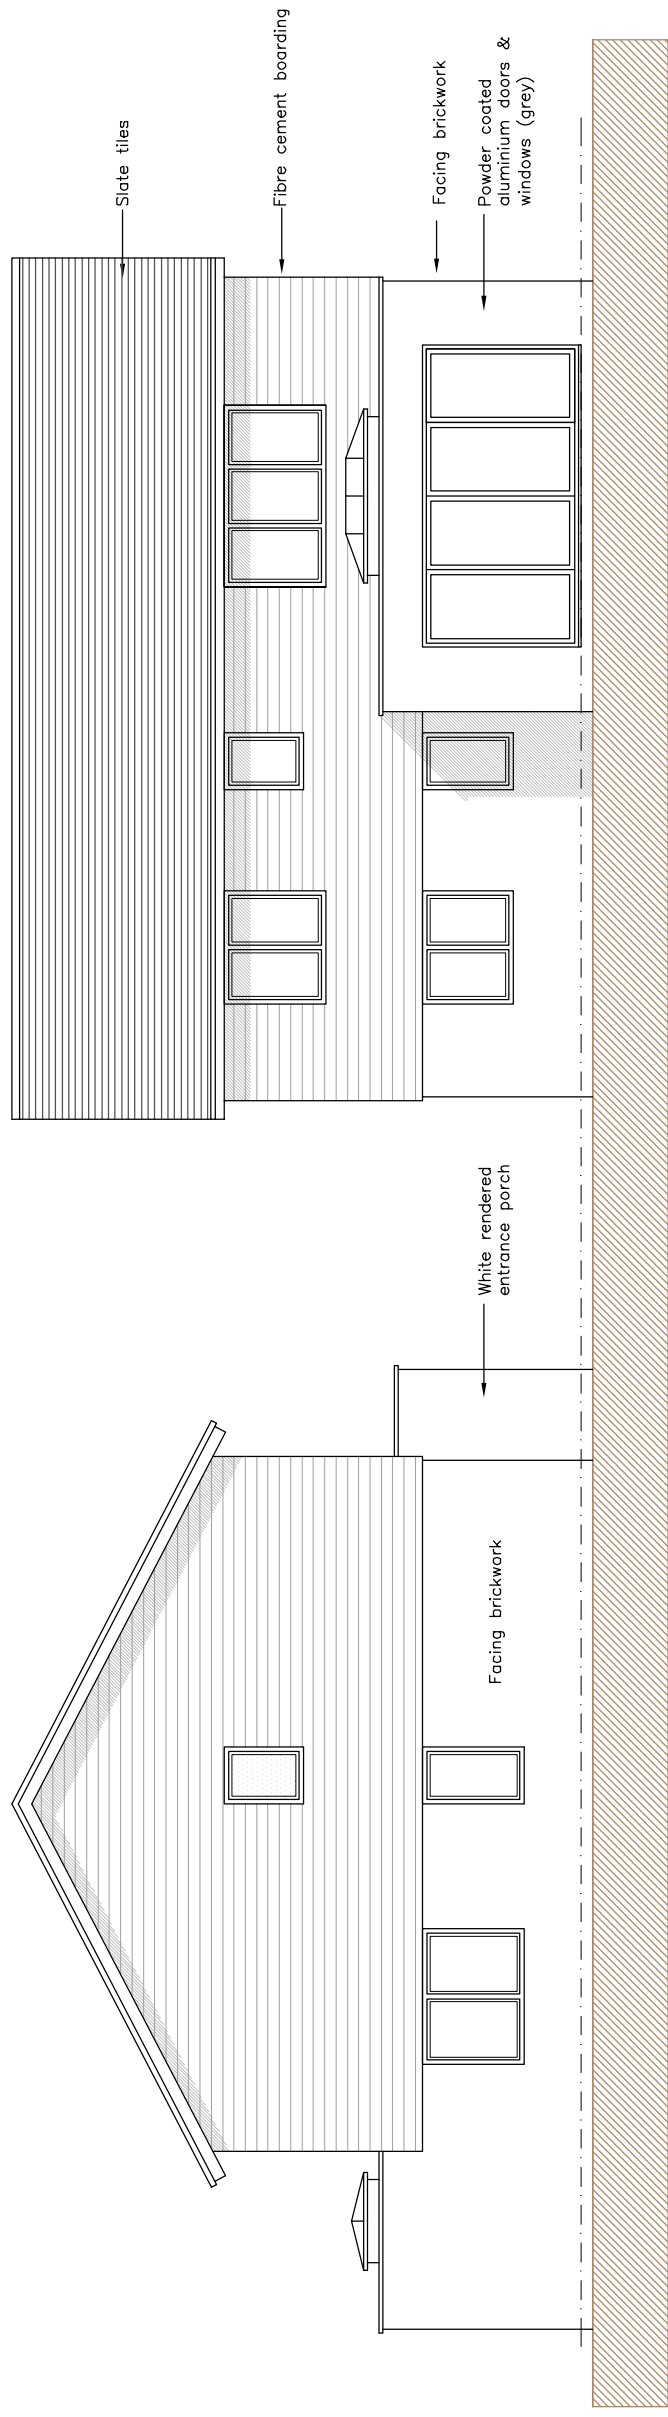 Slate tiles
Fibre cement boarding
Facing brickwork
Powder coated
aluminium doors &
windows (grey)
White rendered
entrance porch
Facing brickwork